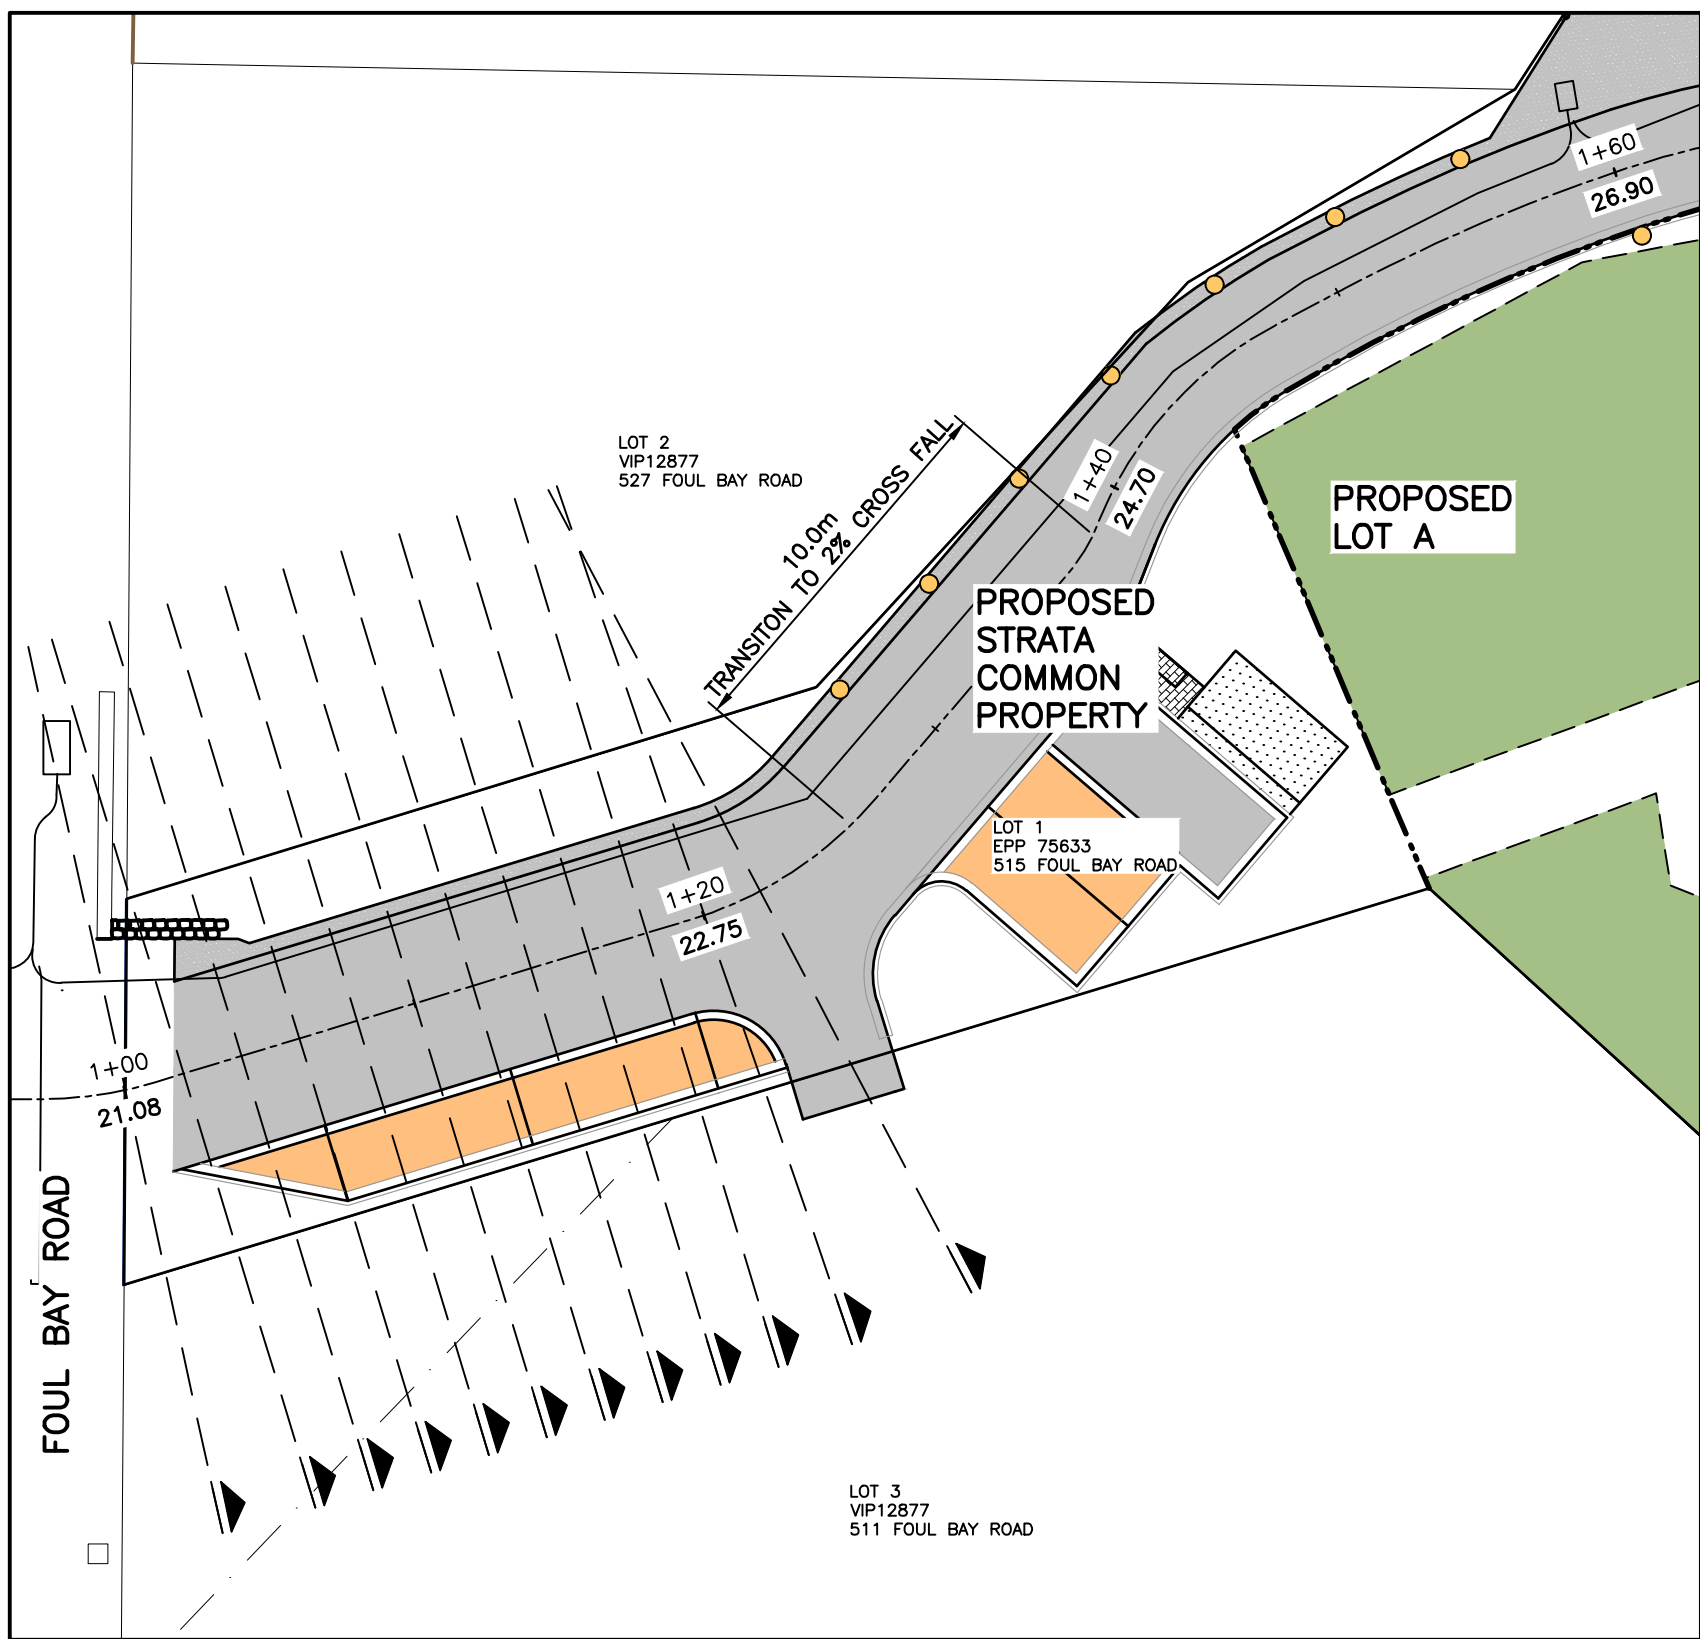 1+60
26.90
LOT 2
VIP12877
527 FOUL BAY ROAD
10.0m
TRANSITON TO 2% CROSS FALL
1+40
24.70
PROPOSED
LOT A
PROPOSED
STRATA
COMMON
PROPERTY
LOT 1
EPP 75633
515 FOUL BAY ROAD
1+20
22.75
1+00
21.08
FOUL BAY ROAD
LOT 3
VIP12877
511 FOUL BAY ROAD